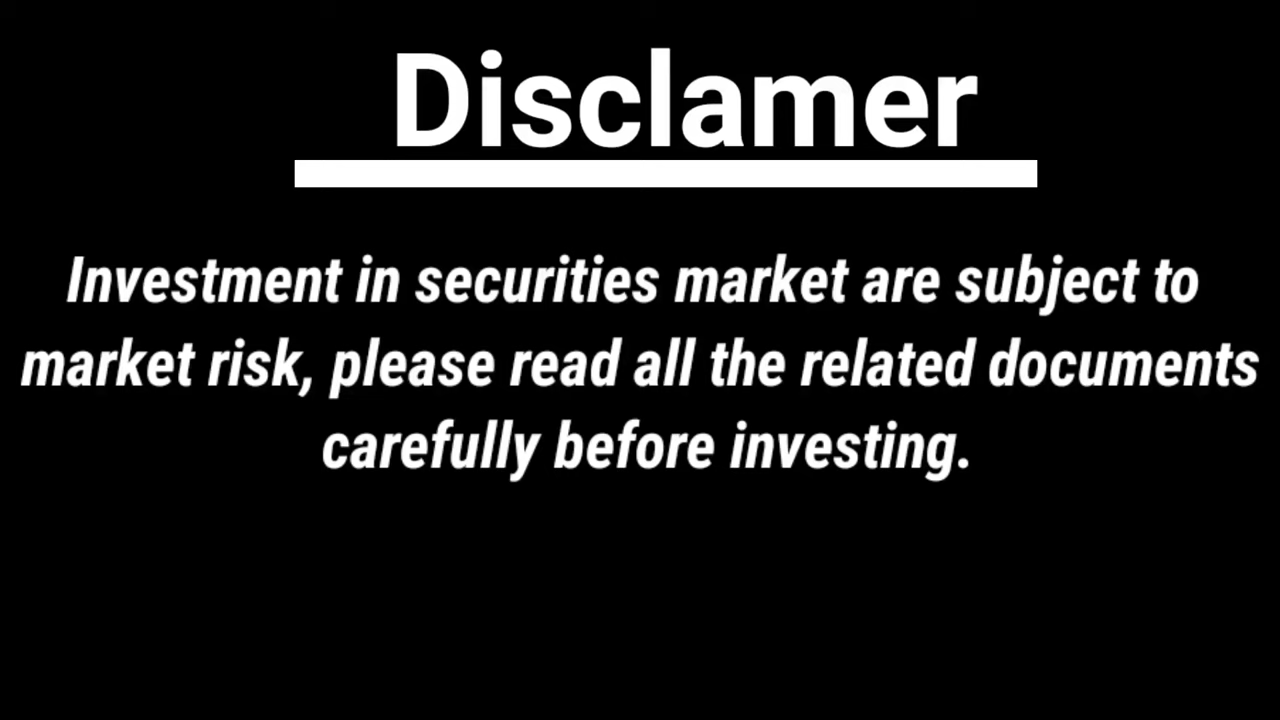 Disclamer
Investment in securities market are subject to
market risk, please read all the related documents
carefully before investing.